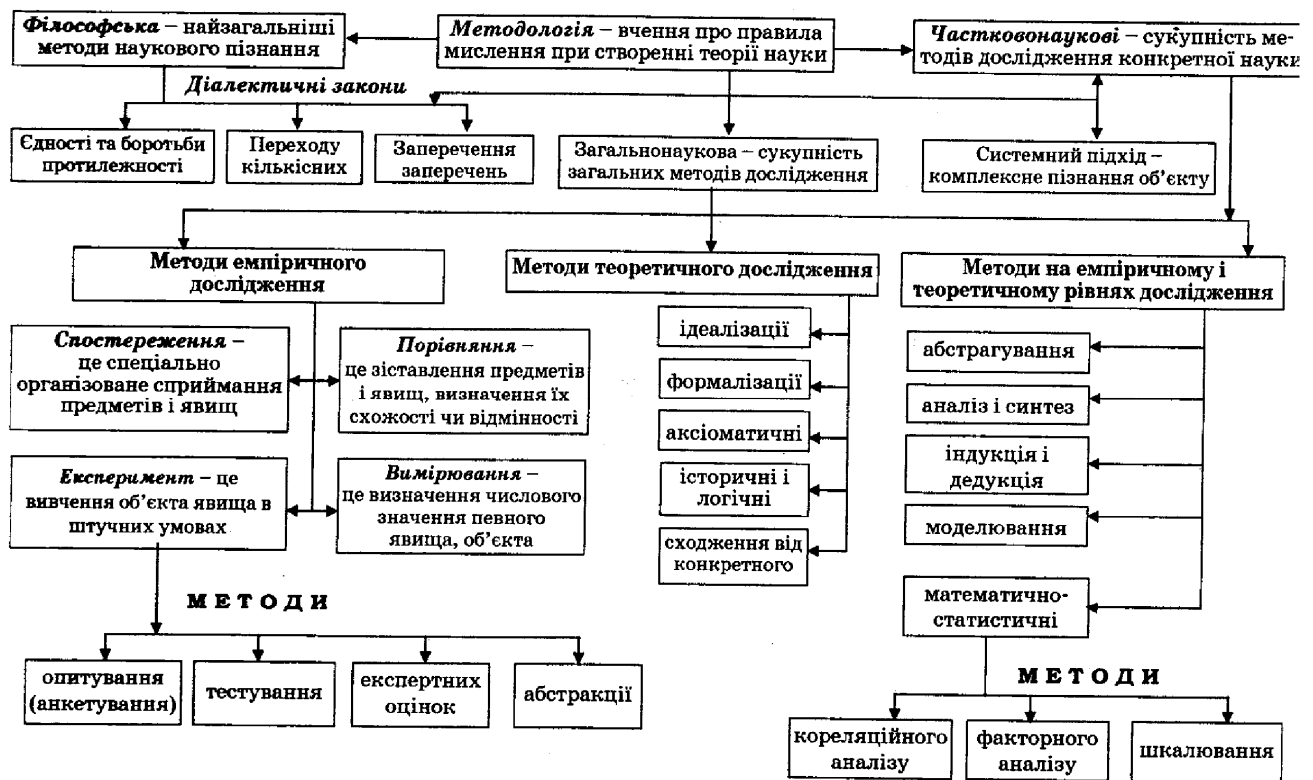 Філософська – найзагальніші
методи наукового пізнання
Методологія – вчення про правила
мислення при створенні теорії науки
Частковонаукові – сукупність ме-
тодів дослідження конкретної науки
Діалектичні закони
Єдності та боротьби
протилежності
Переходу
кількісних
Заперечення
заперечень
Загальнонаукова – сукупність
загальних методів дослідження
Системний підхід –
комплексне пізнання об’єкту
Методи емпіричного
дослідження
Методи теоретичного дослідження
Методи на емпіричному і
теоретичному рівнях дослідження
Спостереження –
це спеціально
організоване сприймання
предметів і явищ
Порівняння –
це зіставлення предметів
і явищ, визначення їх
схожості чи відмінності
Експеримент – це
вивчення об’єкта явища в
штучних умовах
Вимірювання –
це визначення числового
значення певного
явища, об’єкта
ідеалізації
формалізації
аксіоматичні
історичні і
логічні
сходження від
конкретного
абстрагування
аналіз і синтез
індукція і
дедукція
моделювання
математично-
статистичні
МЕТОДИ
опитування
(анкетування)
тестування
експертних
оцінок
абстракції
МЕТОДИ
кореляційного
аналізу
факторного
аналізу
шкалювання